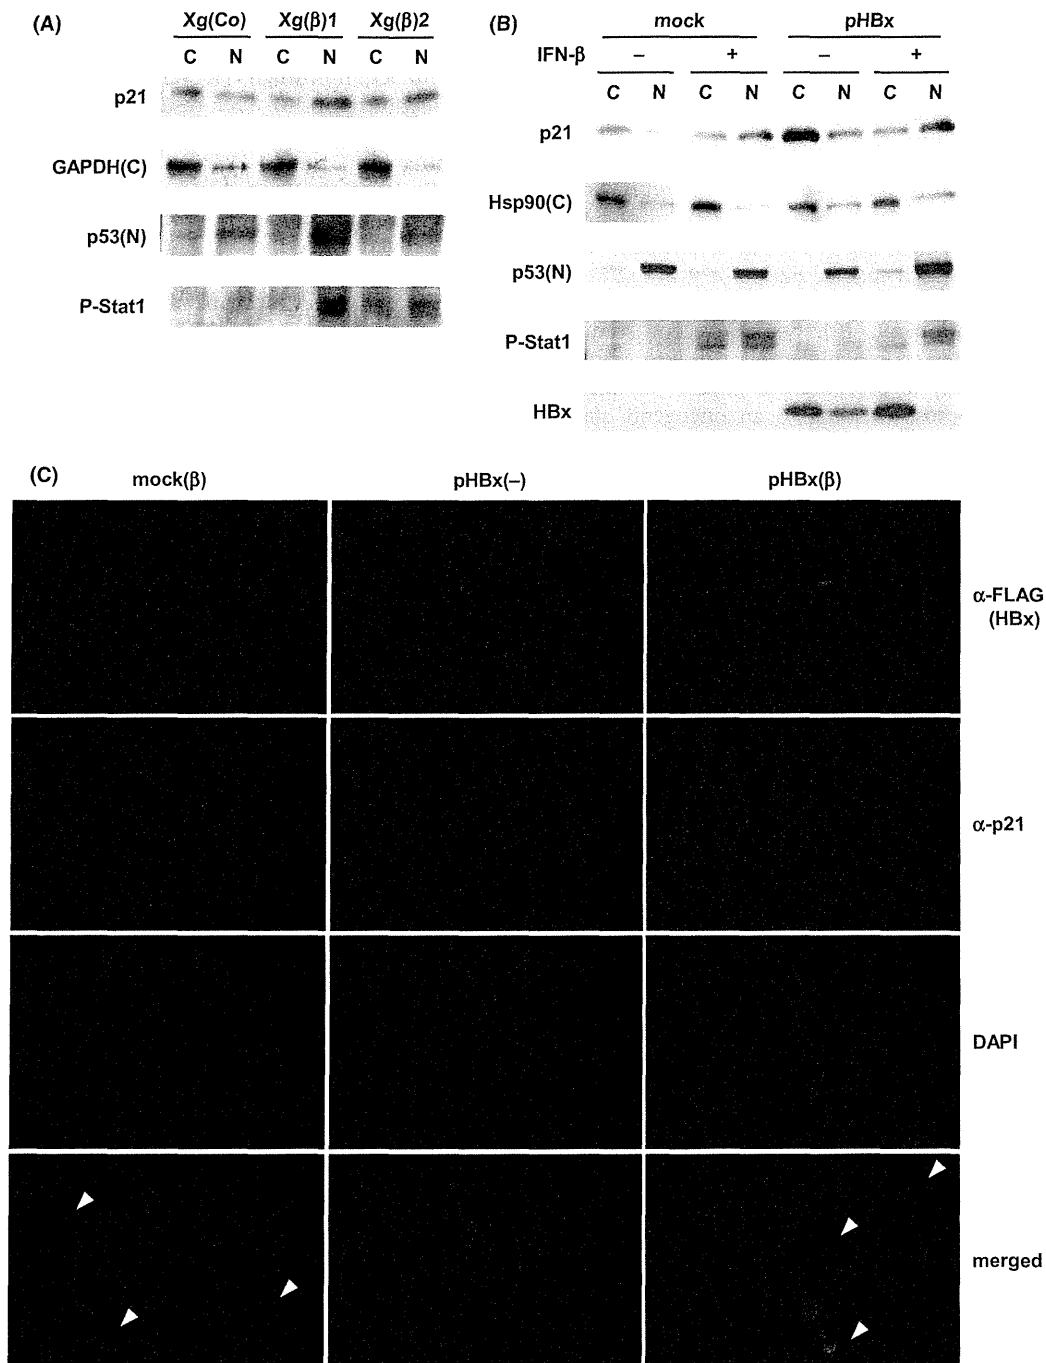 (A)
Xg(Co) Xg(β)1 Xg(β)2
C N C N C N
p21
GAPDH(C)
p53(N)
P-Stat1
(B)
mock pHBx
IFN-β – + – +
C N C N C N C N
p21
Hsp90(C)
p53(N)
P-Stat1
HBx
(C)
mock(β) pHBx(–) pHBx(β)
α-FLAG
(HBx)
α-p21
DAPI
merged